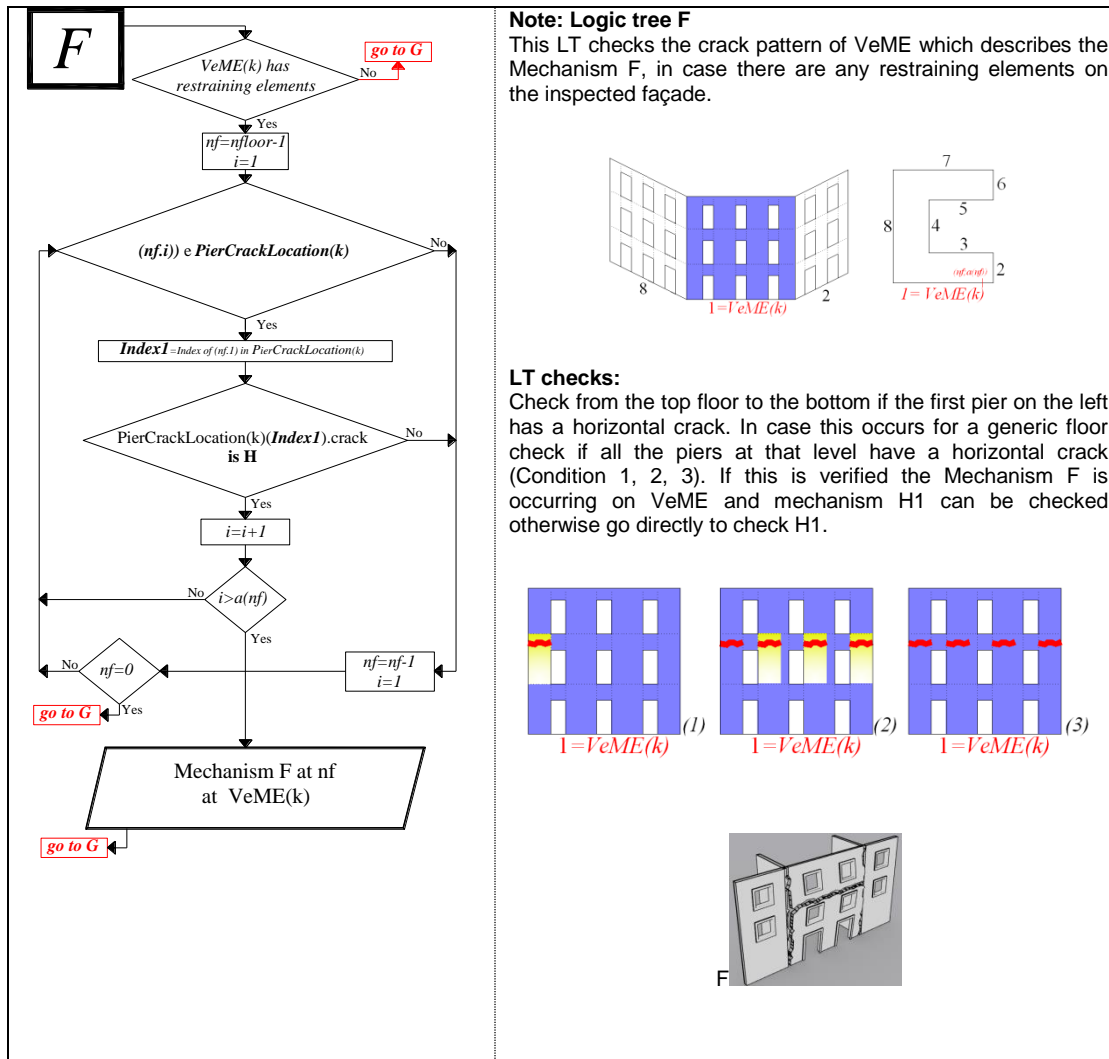 F
VeME(k) has
restraining elements
go to G
No
Yes
nf=nfloor-1
i=1
(nf.i)) e PierCrackLocation(k)
No
Yes
Index1=Index of (nf.1) in PierCrackLocation(k)
PierCrackLocation(k)(Index1).crack
is H
No
Yes
i=i+1
No
i>a(nf)
Yes
No
nf=0
nf=nf-1
i=1
Yes
go to G
Mechanism F at nf
at VeME(k)
go to G
Note: Logic tree F
This LT checks the crack pattern of VeME which describes the
Mechanism F, in case there are any restraining elements on
the inspected façade.
8
1=VeME(k)
2
7
6
5
8
4
3
(nf,a(nf))
2
1= VeME(k)
LT checks:
Check from the top floor to the bottom if the first pier on the left
has a horizontal crack. In case this occurs for a generic floor
check if all the piers at that level have a horizontal crack
(Condition 1, 2, 3). If this is verified the Mechanism F is
occurring on VeME and mechanism H1 can be checked
otherwise go directly to check H1.
(1)
1=VeME(k)
(2)
1=VeME(k)
(3)
1=VeME(k)
F